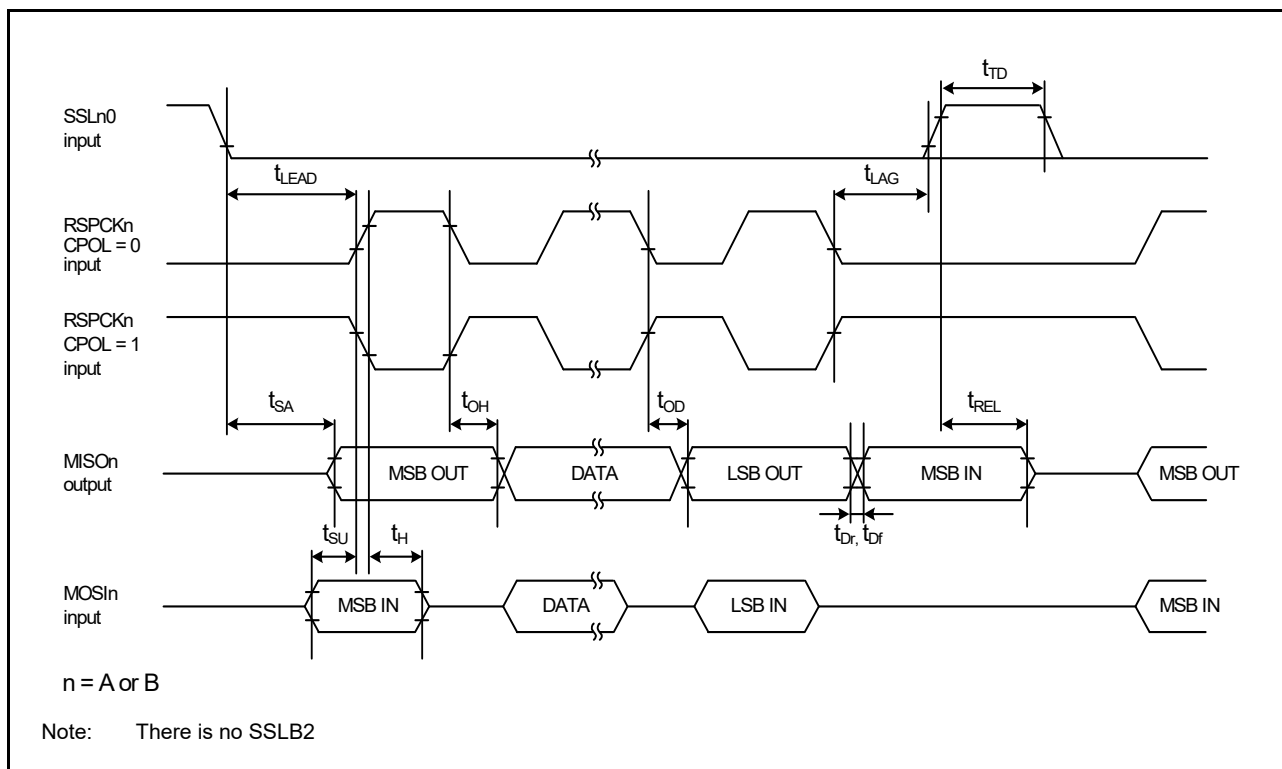 t_TD
SSLn0
input
t_LEAD
t_LAG
RSPCKn
CPOL = 0
input
RSPCKn
CPOL = 1
input
t_SA
t_OH
t_OD
t_REL
MISOn
output
MSB OUT
DATA
LSB OUT
MSB IN
MSB OUT
t_SU
t_H
t_Dr, t_Df
MOSIn
input
MSB IN
DATA
LSB IN
MSB IN
n = A or B
Note: There is no SSLB2